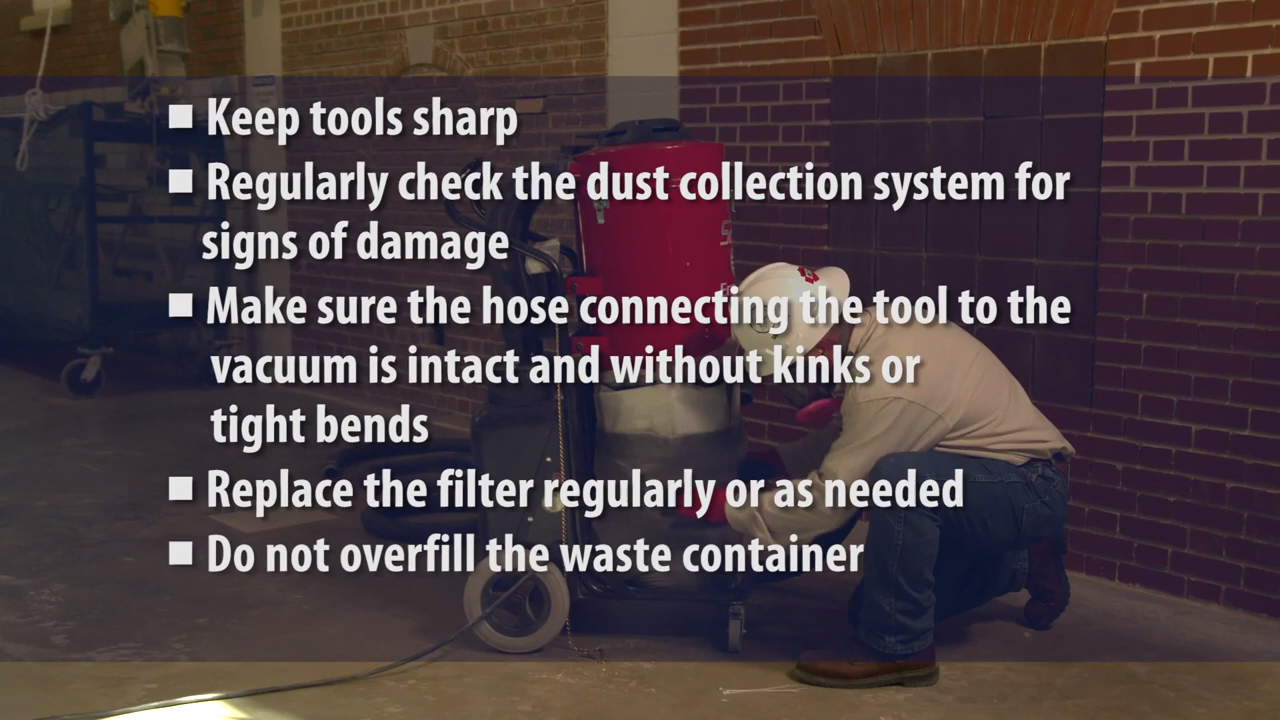 ■ Keep tools sharp
■ Regularly check the dust collection system for
signs of damage
■ Make sure the hose connecting the tool to the
vacuum is intact and without kinks or
tight bends
■ Replace the filter regularly or as needed
■ Do not overfill the waste container